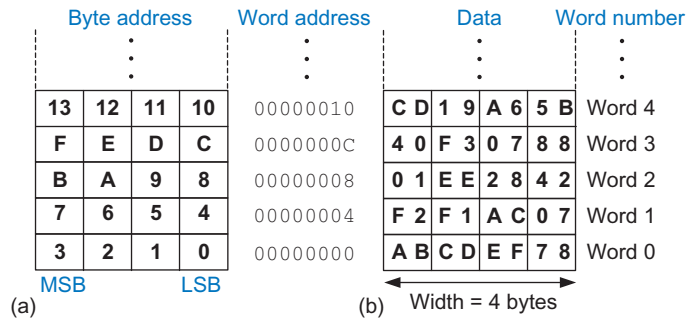 Byte address Word address Data Word number
13 12 11 10 00000010 C D 1 9 A 6 5 B Word 4
F E D C 0000000C 4 0 F 3 0 7 8 8 Word 3
B A 9 8 00000008 0 1 E E 2 8 4 2 Word 2
7 6 5 4 00000004 F 2 F 1 A C 0 7 Word 1
3 2 1 0 00000000 A B C D E F 7 8 Word 0
MSB LSB
(a) (b) Width = 4 bytes